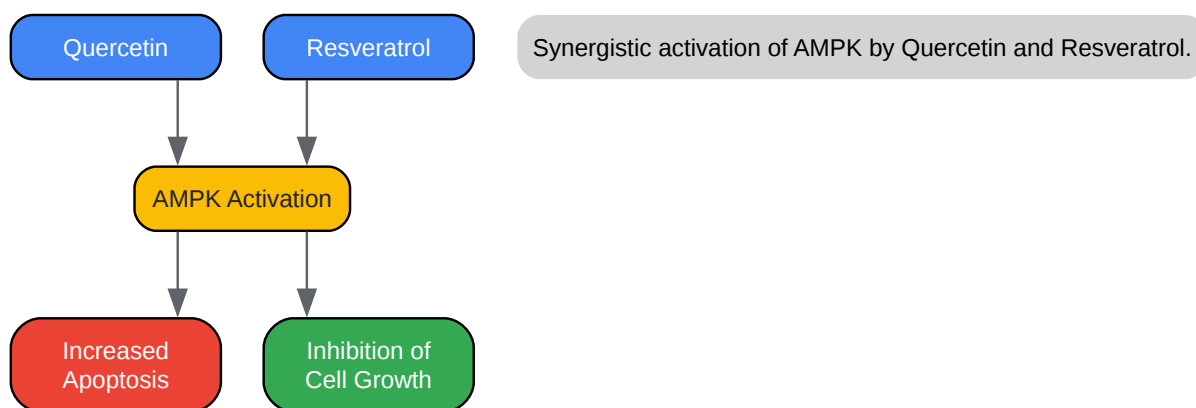 Quercetin
Resveratrol
Synergistic activation of AMPK by Quercetin and Resveratrol.
AMPK Activation
Increased
Apoptosis
Inhibition of
Cell Growth